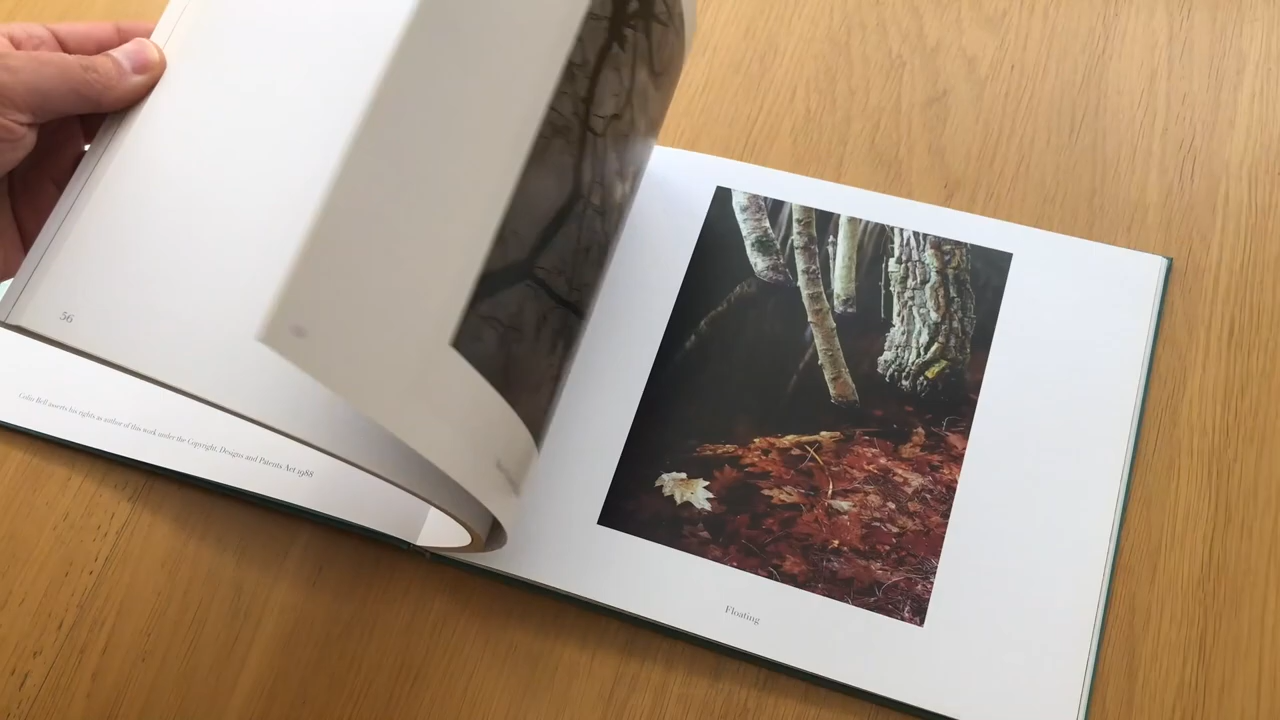 56
Colin Bell asserts his rights as author of this work under the Copyright, Designs and Patents Act 1988
Floating